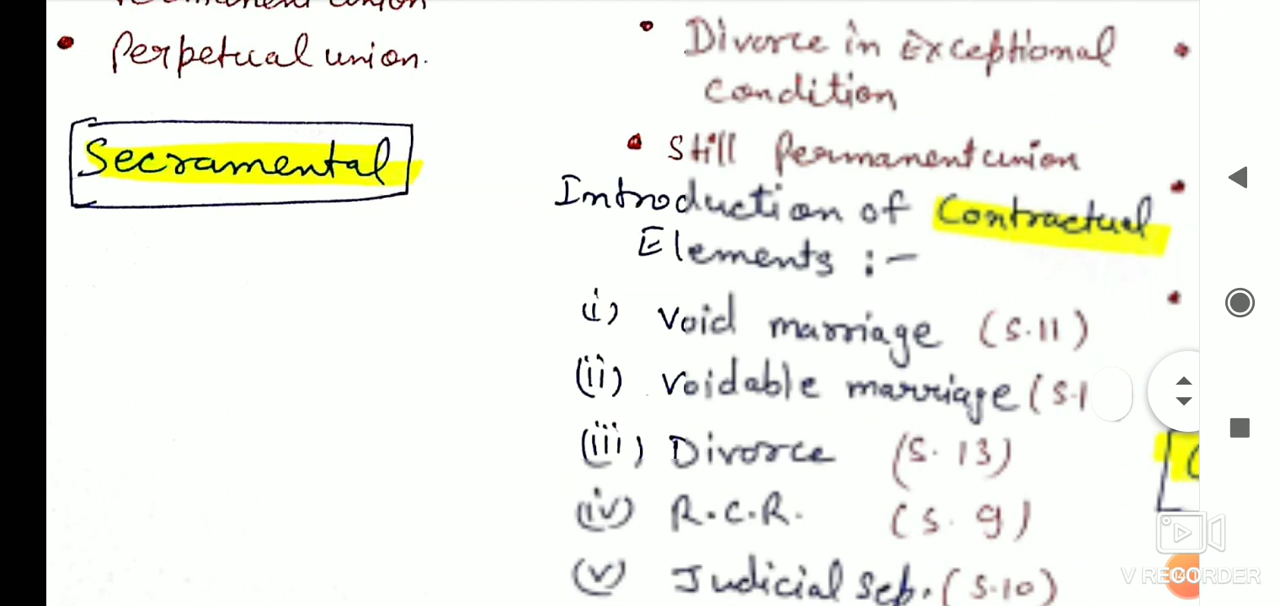 • Perpetual union.
Secramental
• Divorce in Exceptional
condition
• Still Permanent union
Introduction of Contractual
Elements :-
(i) Void marriage (S.11)
(ii) Voidable marriage (S.1
(iii) Divorce (S. 13)
(iv) R.C.R. (S. 9)
(v) Judicial Sep. (S.10)
V RECORDER